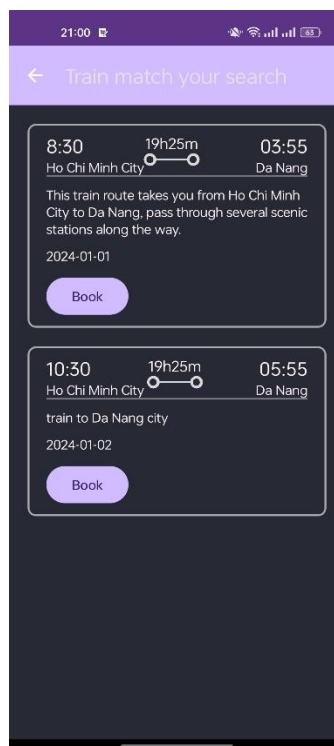 21:00 63
Train match your search
8:30 19h25m 03:55
Ho Chi Minh City Da Nang
This train route takes you from Ho Chi Minh
City to Da Nang, pass through several scenic
stations along the way.
2024-01-01
Book
10:30 19h25m 05:55
Ho Chi Minh City Da Nang
train to Da Nang city
2024-01-02
Book